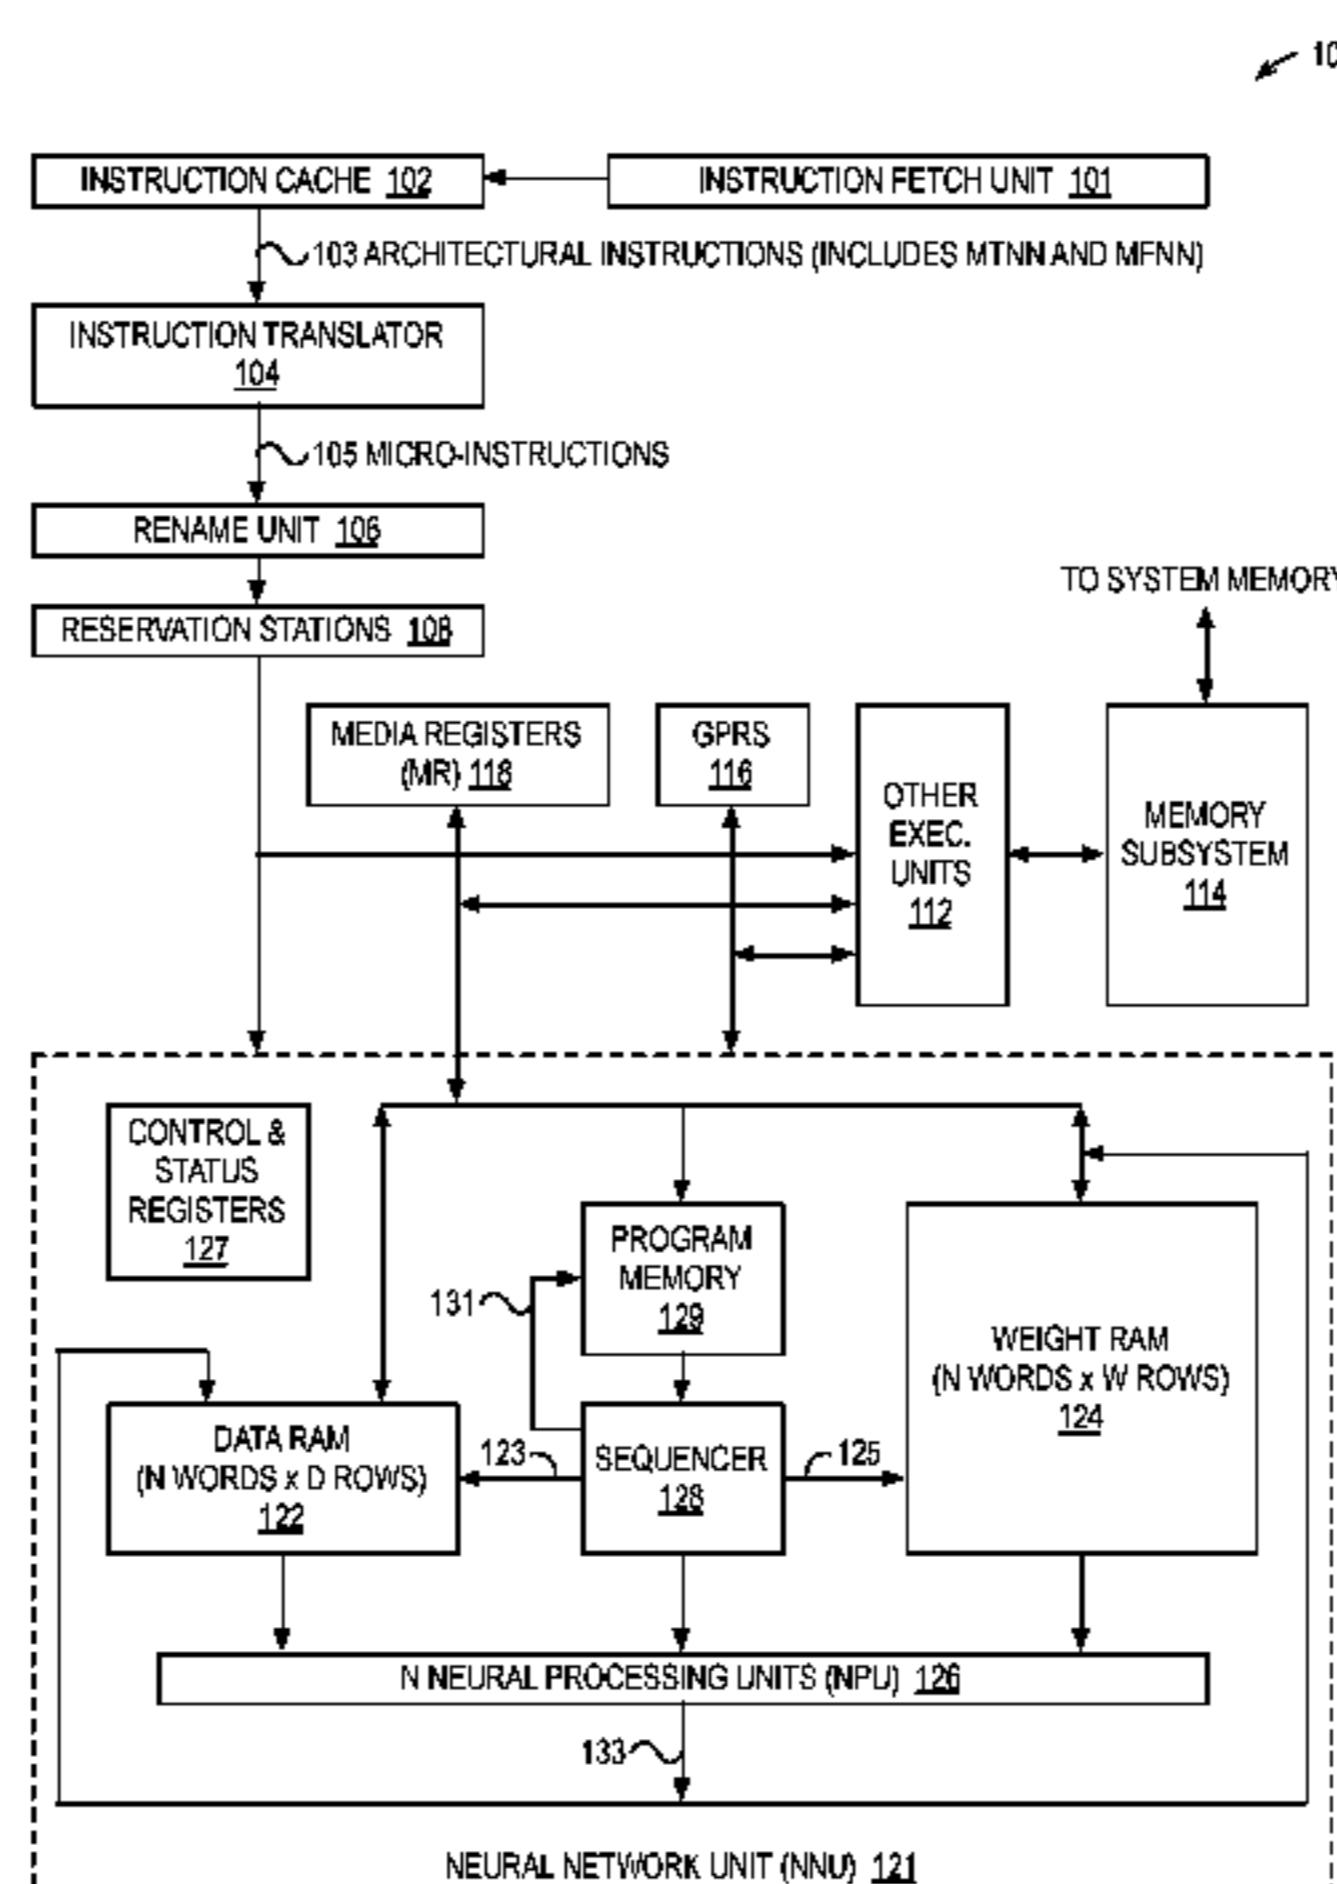 10
INSTRUCTION CACHE 102
INSTRUCTION FETCH UNIT 101
103 ARCHITECTURAL INSTRUCTIONS (INCLUDES MTNN AND MFNN)
INSTRUCTION TRANSLATOR
104
105 MICRO-INSTRUCTIONS
RENAME UNIT 106
TO SYSTEM MEMORY
RESERVATION STATIONS 108
MEDIA REGISTERS
(MR) 118
GPRS
116
OTHER
EXEC.
UNITS
112
MEMORY
SUBSYSTEM
114
CONTROL &
STATUS
REGISTERS
127
PROGRAM
MEMORY
129
131
WEIGHT RAM
(N WORDS x W ROWS)
124
DATA RAM
(N WORDS x D ROWS)
122
123
SEQUENCER
128
125
N NEURAL PROCESSING UNITS (NPU) 126
133
NEURAL NETWORK UNIT (NNU) 121